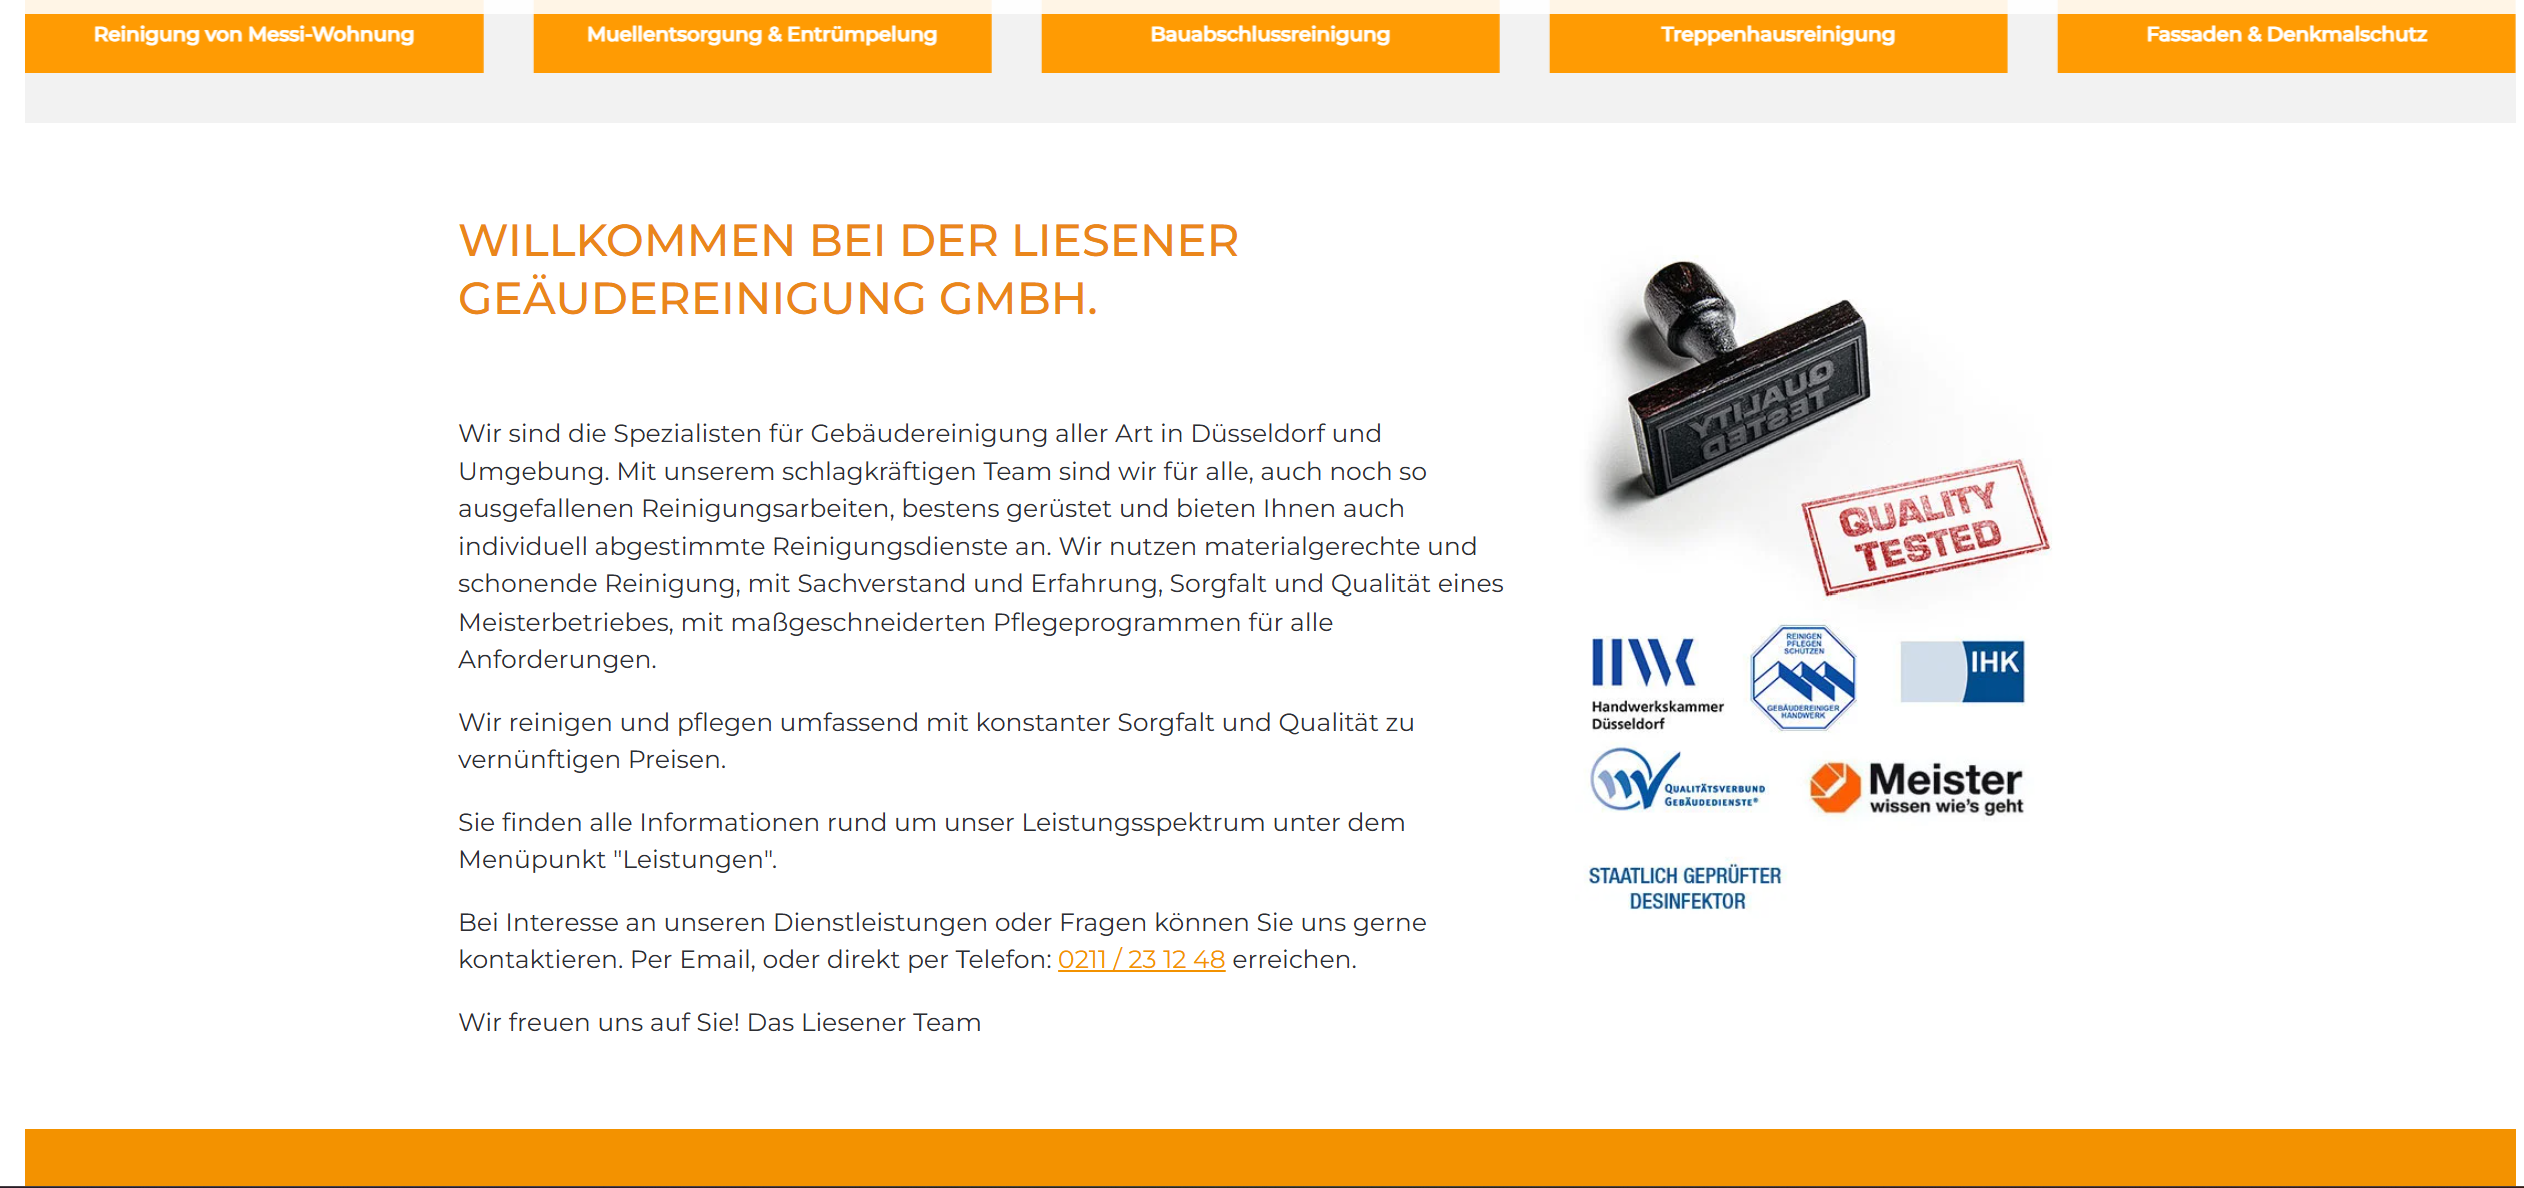 Reinigung von Messi-Wohnung
Muellentsorgung & Entrümpelung
Bauabschlussreinigung
Treppenhausreinigung
Fassaden & Denkmalschutz
WILLKOMMEN BEI DER LIESENER
GEÄUDEREINIGUNG GMBH.
Wir sind die Spezialisten für Gebäudereinigung aller Art in Düsseldorf und
Umgebung. Mit unserem schlagkräftigen Team sind wir für alle, auch noch so
ausgefallenen Reinigungsarbeiten, bestens gerüstet und bieten Ihnen auch
individuell abgestimmte Reinigungsdienste an. Wir nutzen materialgerechte und
schonende Reinigung, mit Sachverstand und Erfahrung, Sorgfalt und Qualität eines
Meisterbetriebes, mit maßgeschneiderten Pflegeprogrammen für alle
Anforderungen.
Wir reinigen und pflegen umfassend mit konstanter Sorgfalt und Qualität zu
vernünftigen Preisen.
Sie finden alle Informationen rund um unser Leistungsspektrum unter dem
Menüpunkt "Leistungen".
Bei Interesse an unseren Dienstleistungen oder Fragen können Sie uns gerne
kontaktieren. Per Email, oder direkt per Telefon: 0211 / 23 12 48 erreichen.
Wir freuen uns auf Sie! Das Liesener Team
QUALITY
TESTED
QUALITY
TESTED
HWK
Handwerkskammer
Düsseldorf
REINIGEN
PFLEGEN
SCHÜTZEN
GEBÄUDEREINIGER
HANDWERK
IHK
QUALITÄTSVERBUND
GEBÄUDEDIENSTE®
Meister
wissen wie's geht
STAATLICH GEPRÜFTER
DESINFEKTOR